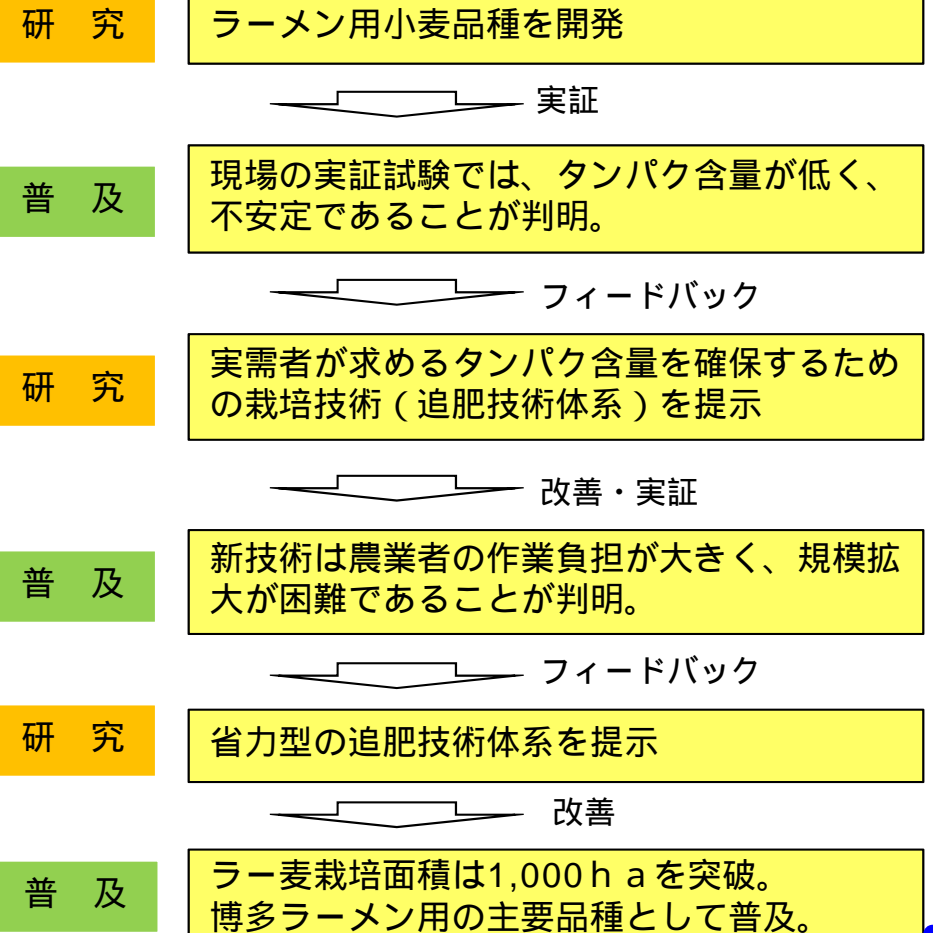 研　究
ラーメン用小麦品種を開発
実証
普　及
現場の実証試験では、タンパク含量が低く、
不安定であることが判明。
フィードバック
研　究
実需者が求めるタンパク含量を確保するため
の栽培技術（追肥技術体系）を提示
改善・実証
普　及
新技術は農業者の作業負担が大きく、規模拡
大が困難であることが判明。
フィードバック
研　究
省力型の追肥技術体系を提示
改善
普　及
ラー麦栽培面積は1,000ｈａを突破。
博多ラーメン用の主要品種として普及。